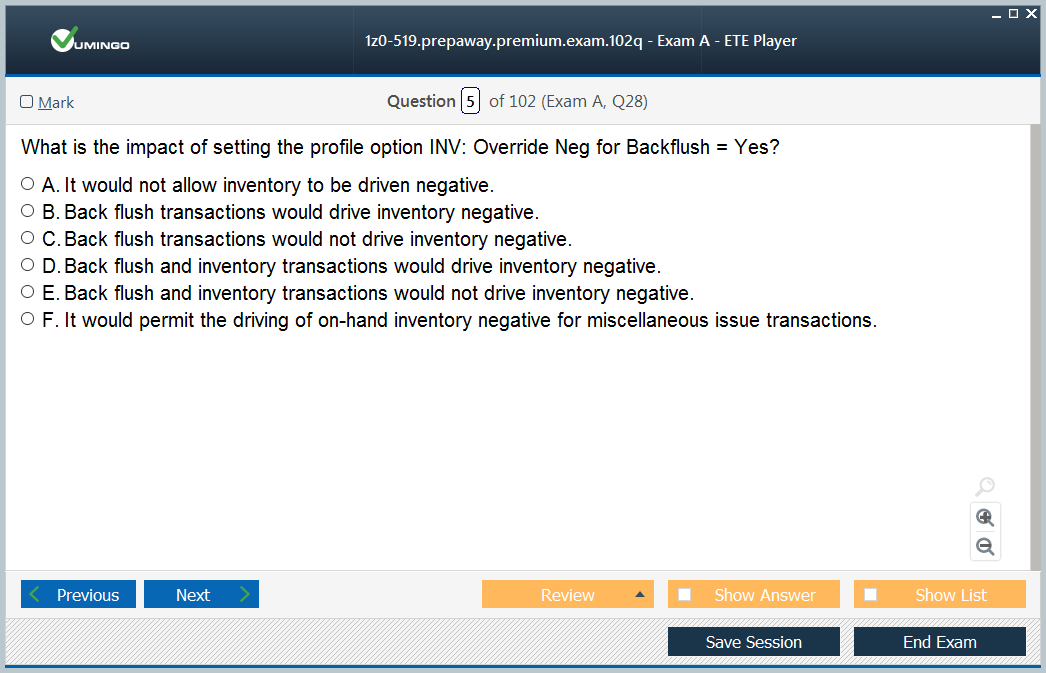 VUMINGO
1z0-519.prepaway.premium.exam.102q - Exam A - ETE Player
Mark
Question 5 of 102 (Exam A, Q28)
What is the impact of setting the profile option INV: Override Neg for Backflush = Yes?
A. It would not allow inventory to be driven negative.
B. Back flush transactions would drive inventory negative.
C. Back flush transactions would not drive inventory negative.
D. Back flush and inventory transactions would drive inventory negative.
E. Back flush and inventory transactions would not drive inventory negative.
F. It would permit the driving of on-hand inventory negative for miscellaneous issue transactions.
Previous
Next
Review
Show Answer
Show List
Save Session
End Exam